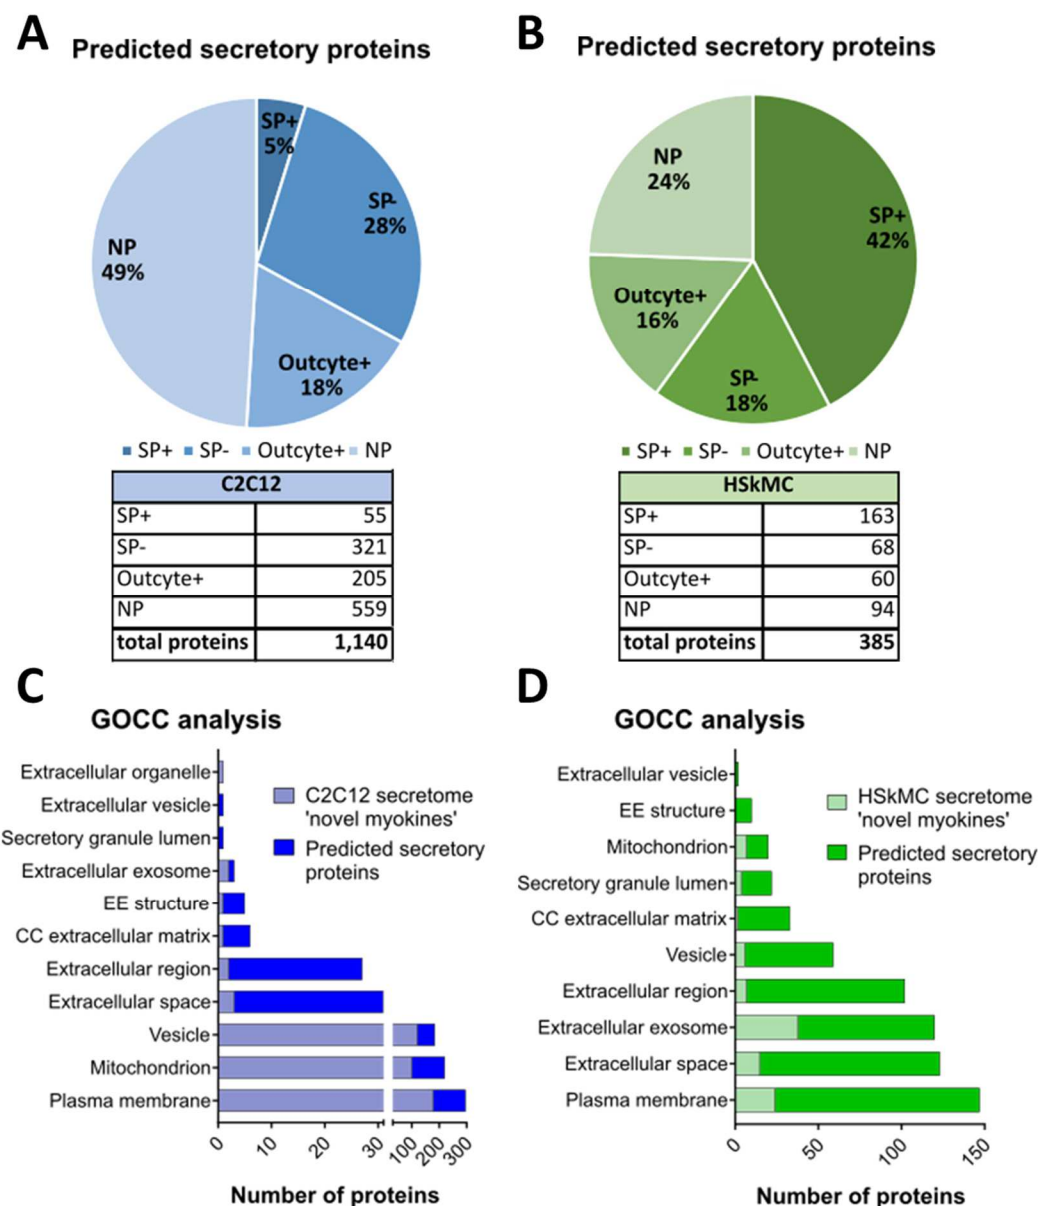 A
Predicted secretory proteins
SP+
5%
SP-
28%
NP
49%
Outcyte+
18%
SP+ SP- Outcyte+ NP
C2C12
SP+ 55
SP- 321
Outcyte+ 205
NP 559
total proteins 1,140
B
Predicted secretory proteins
NP
24%
SP+
42%
Outcyte+
16%
SP-
18%
SP+ SP- Outcyte+ NP
HSkMC
SP+ 163
SP- 68
Outcyte+ 60
NP 94
total proteins 385
C
GOCC analysis
Extracellular organelle
Extracellular vesicle
Secretory granule lumen
Extracellular exosome
EE structure
CC extracellular matrix
Extracellular region
Extracellular space
Vesicle
Mitochondrion
Plasma membrane
C2C12 secretome
'novel myokines'
Predicted secretory
proteins
0 10 20 30 100 200 300
Number of proteins
D
GOCC analysis
Extracellular vesicle
EE structure
Mitochondrion
Secretory granule lumen
CC extracellular matrix
Vesicle
Extracellular region
Extracellular exosome
Extracellular space
Plasma membrane
HSkMC secretome
'novel myokines'
Predicted secretory
proteins
0 50 100 150
Number of proteins